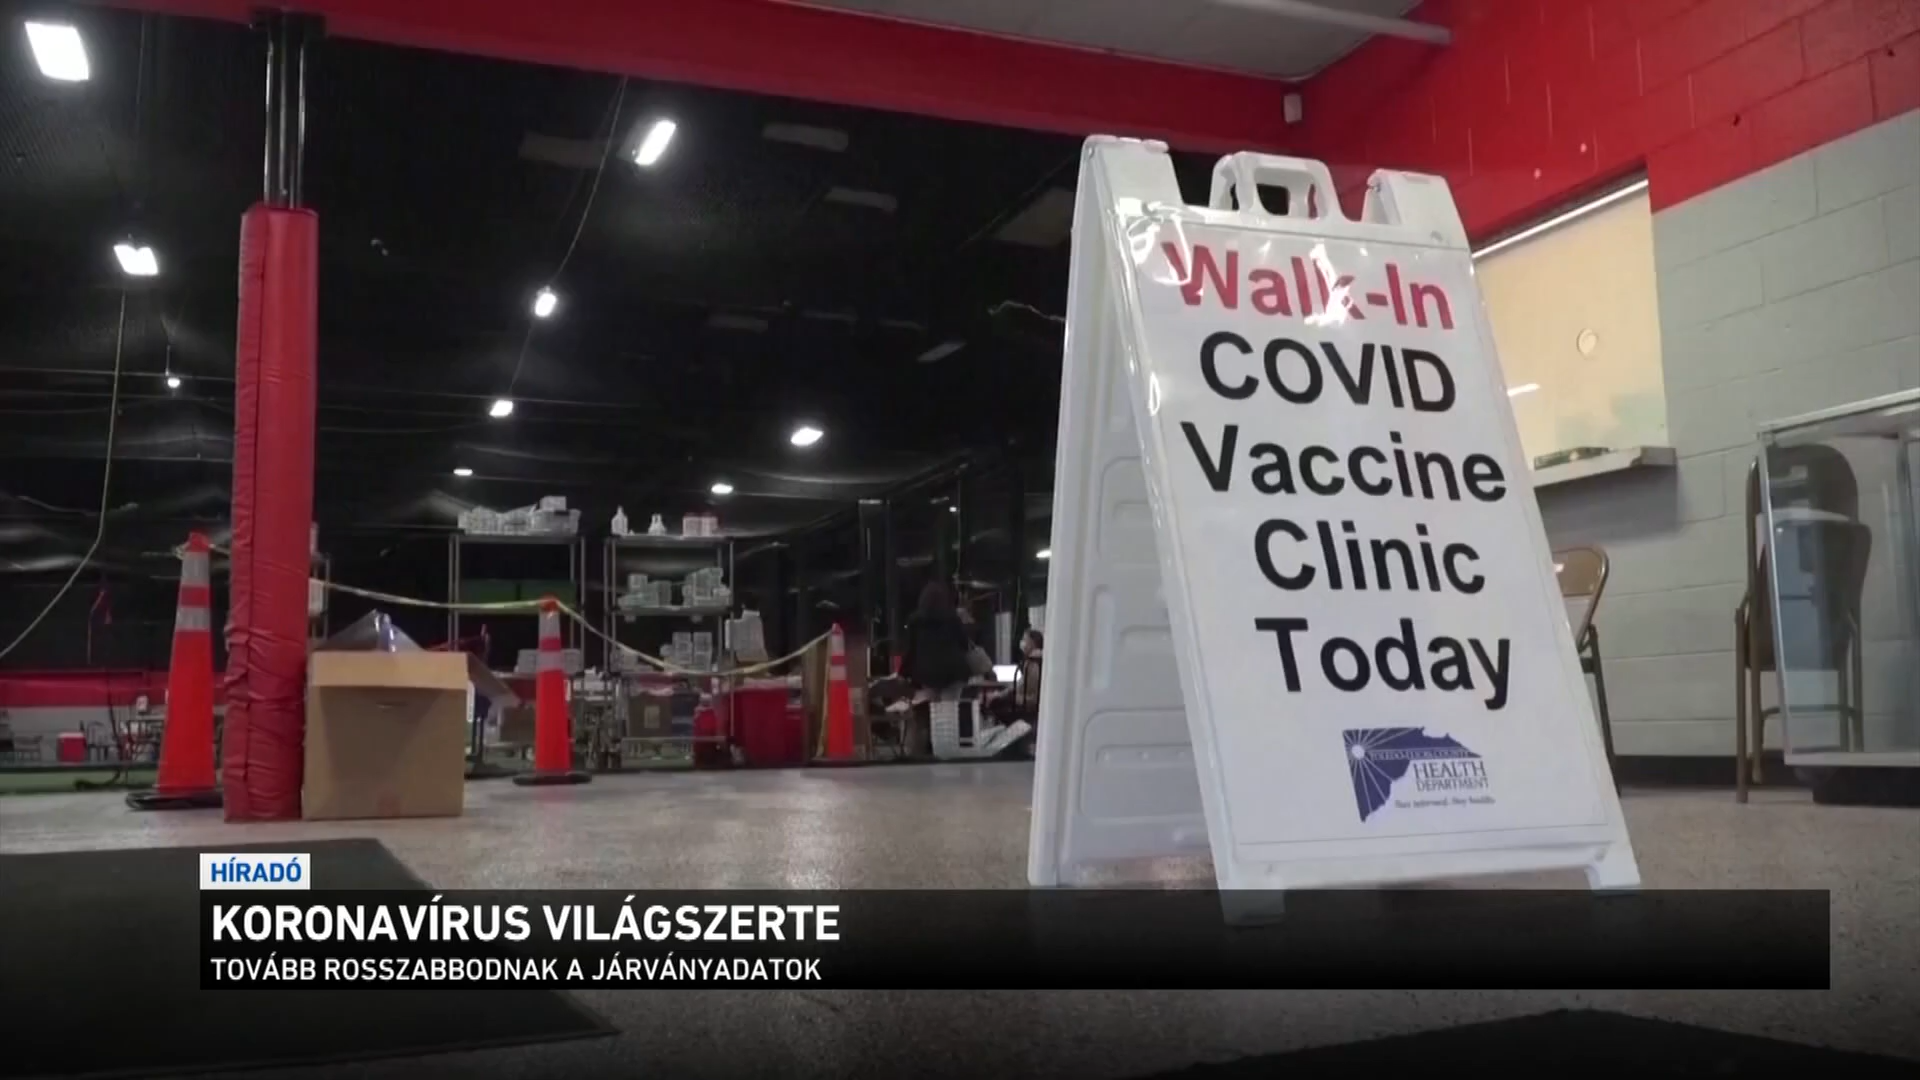 Walk-In
COVID
Vaccine
Clinic
Today
HEALTH
DEPARTMENT
HÍRADÓ
KORONAVÍRUS VILÁGSZERTE
TOVÁBB ROSSZABBODNAK A JÁRVÁNYADATOK